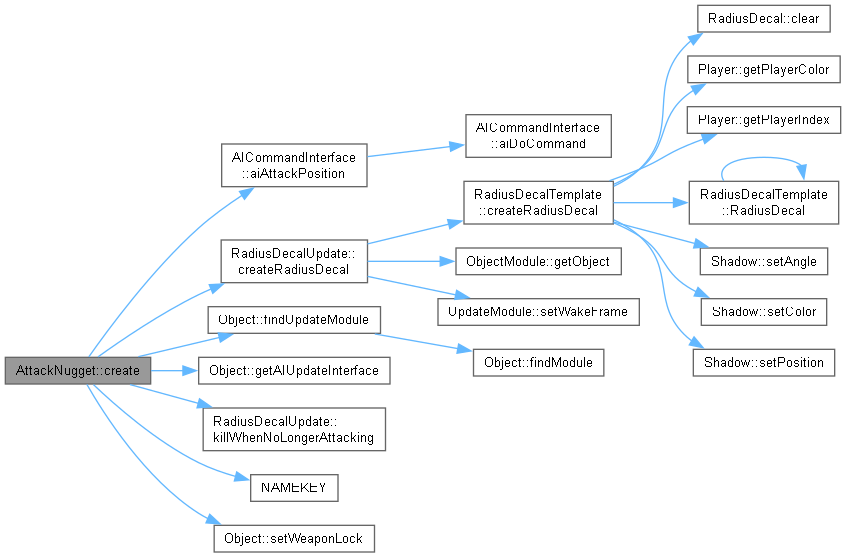 AttackNugget::create
AICommandInterface
::aiAttackPosition
AICommandInterface
::aiDoCommand
RadiusDecalUpdate::
createRadiusDecal
RadiusDecalTemplate
::createRadiusDecal
RadiusDecal::clear
Player::getPlayerColor
Player::getPlayerIndex
RadiusDecalTemplate
::RadiusDecal
Shadow::setAngle
Shadow::setColor
Shadow::setPosition
ObjectModule::getObject
UpdateModule::setWakeFrame
Object::findUpdateModule
Object::findModule
Object::getAIUpdateInterface
RadiusDecalUpdate::
killWhenNoLongerAttacking
NAMEKEY
Object::setWeaponLock